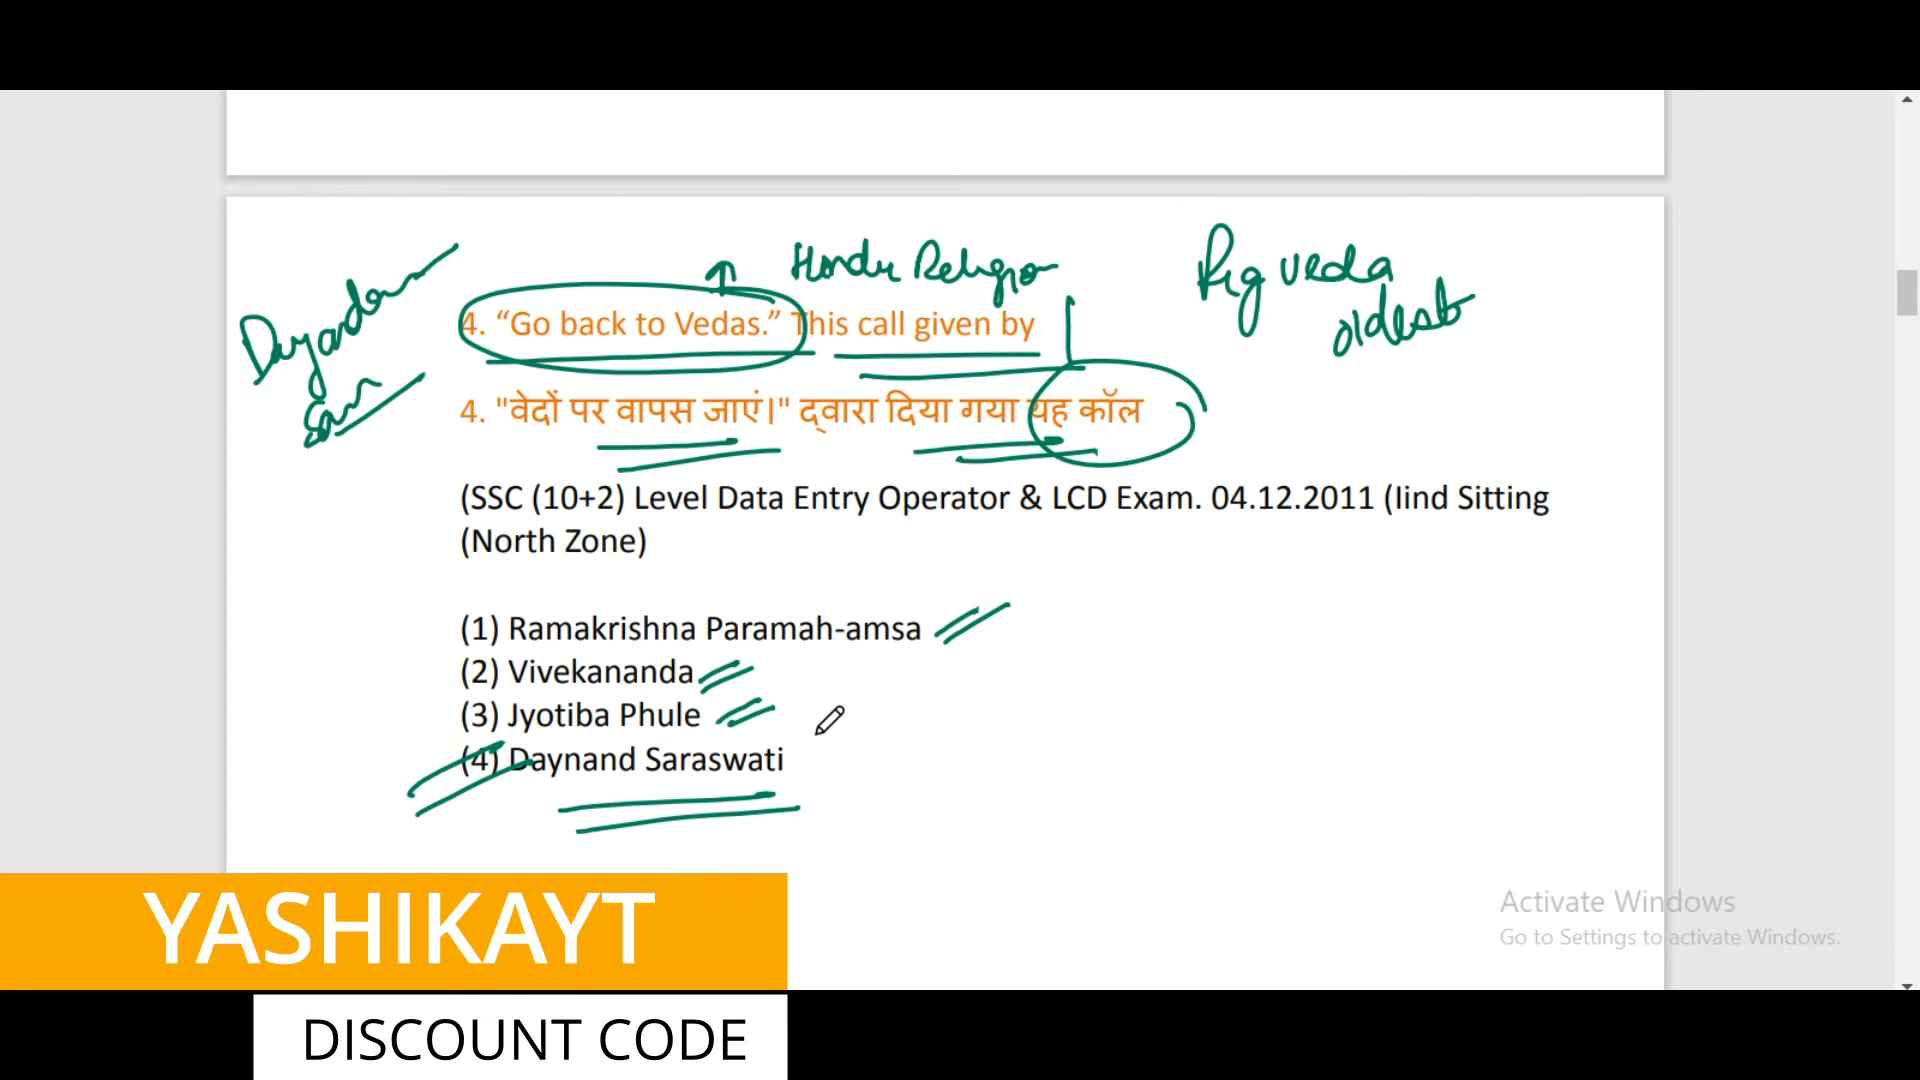 Hindu Religion
Rig veda
oldest
Dayanda
Sar
4. “Go back to Vedas.” This call given by
4. "वेदों पर वापस जाएं।" द्वारा दिया गया यह कॉल
(SSC (10+2) Level Data Entry Operator & LCD Exam. 04.12.2011 (Iind Sitting
(North Zone)
(1) Ramakrishna Paramah-amsa
(2) Vivekananda
(3) Jyotiba Phule
(4) Daynand Saraswati
YASHIKAYT
DISCOUNT CODE
Activate Windows
Go to Settings to activate Windows.